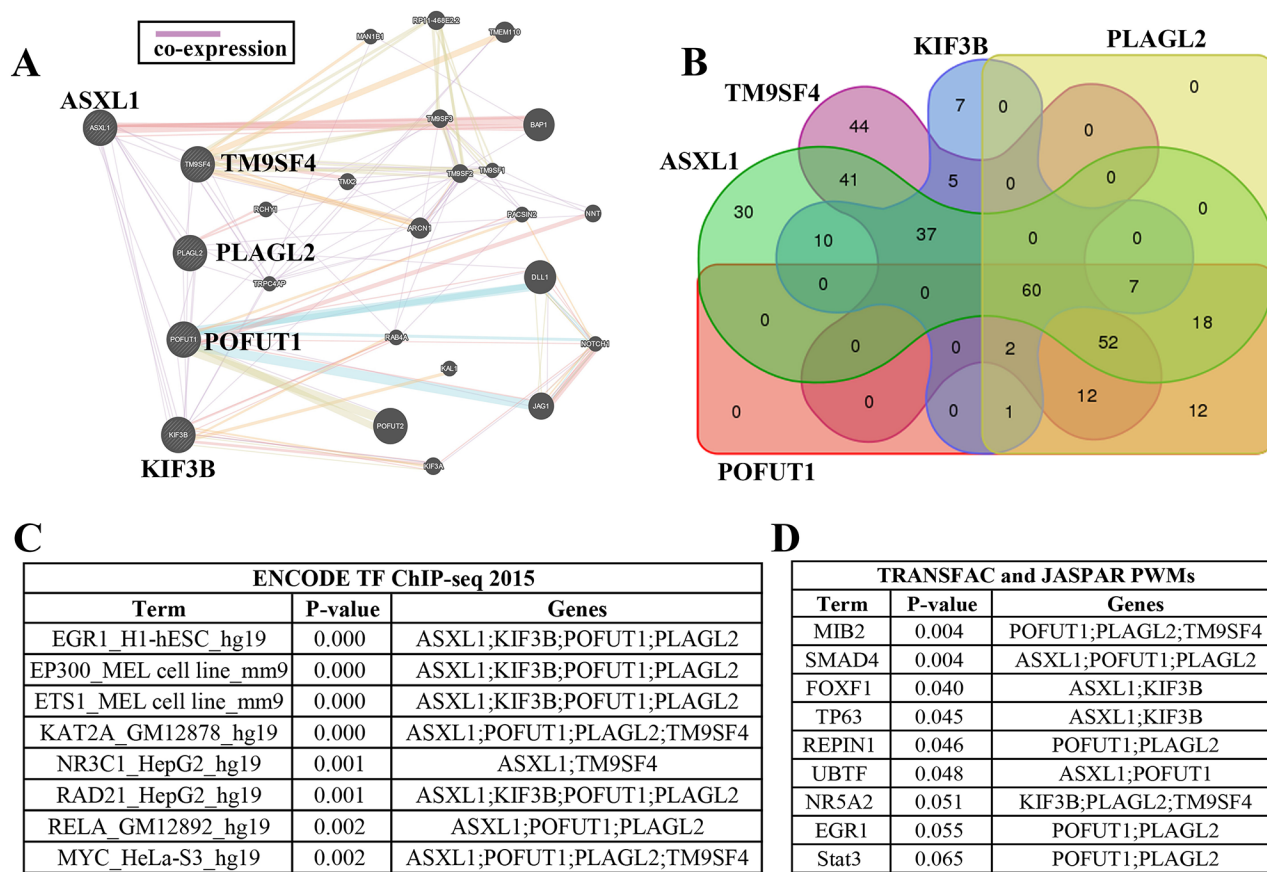 A
co-expression
ASXL1
ASXL1
TM9SF4
TM9SF4
PLAGL2
PLAGL2
POFUT1
POFUT1
KIF3B
KIF3B
MAN1B1
RP11-468E2.2
TMEM110
TM9SF3
BAP1
TMX2
TM9SF2
TM9SF1
RCHY1
ARCN1
PACSIN2
NNT
TRPC4AP
DLL1
RAB4A
NOTCH1
KAL1
JAG1
POFUT2
KIF3A
B
KIF3B
PLAGL2
TM9SF4
ASXL1
POFUT1
7 0 0
44 0
41 5 0 0
30 0
10 37 0 0
0 0 60 7
0 18
0 0 2 52
0 0 0 1 12 12
C
ENCODE TF ChIP-seq 2015
Term P-value Genes
EGR1_H1-hESC_hg19 0.000 ASXL1;KIF3B;POFUT1;PLAGL2
EP300_MEL cell line_mm9 0.000 ASXL1;KIF3B;POFUT1;PLAGL2
ETS1_MEL cell line_mm9 0.000 ASXL1;KIF3B;POFUT1;PLAGL2
KAT2A_GM12878_hg19 0.000 ASXL1;POFUT1;PLAGL2;TM9SF4
NR3C1_HepG2_hg19 0.001 ASXL1;TM9SF4
RAD21_HepG2_hg19 0.001 ASXL1;KIF3B;POFUT1;PLAGL2
RELA_GM12892_hg19 0.002 ASXL1;POFUT1;PLAGL2
MYC_HeLa-S3_hg19 0.002 ASXL1;POFUT1;PLAGL2;TM9SF4
D
TRANSFAC and JASPAR PWMs
Term P-value Genes
MIB2 0.004 POFUT1;PLAGL2;TM9SF4
SMAD4 0.004 ASXL1;POFUT1;PLAGL2
FOXF1 0.040 ASXL1;KIF3B
TP63 0.045 ASXL1;KIF3B
REPIN1 0.046 POFUT1;PLAGL2
UBTF 0.048 ASXL1;POFUT1
NR5A2 0.051 KIF3B;PLAGL2;TM9SF4
EGR1 0.055 POFUT1;PLAGL2
Stat3 0.065 POFUT1;PLAGL2